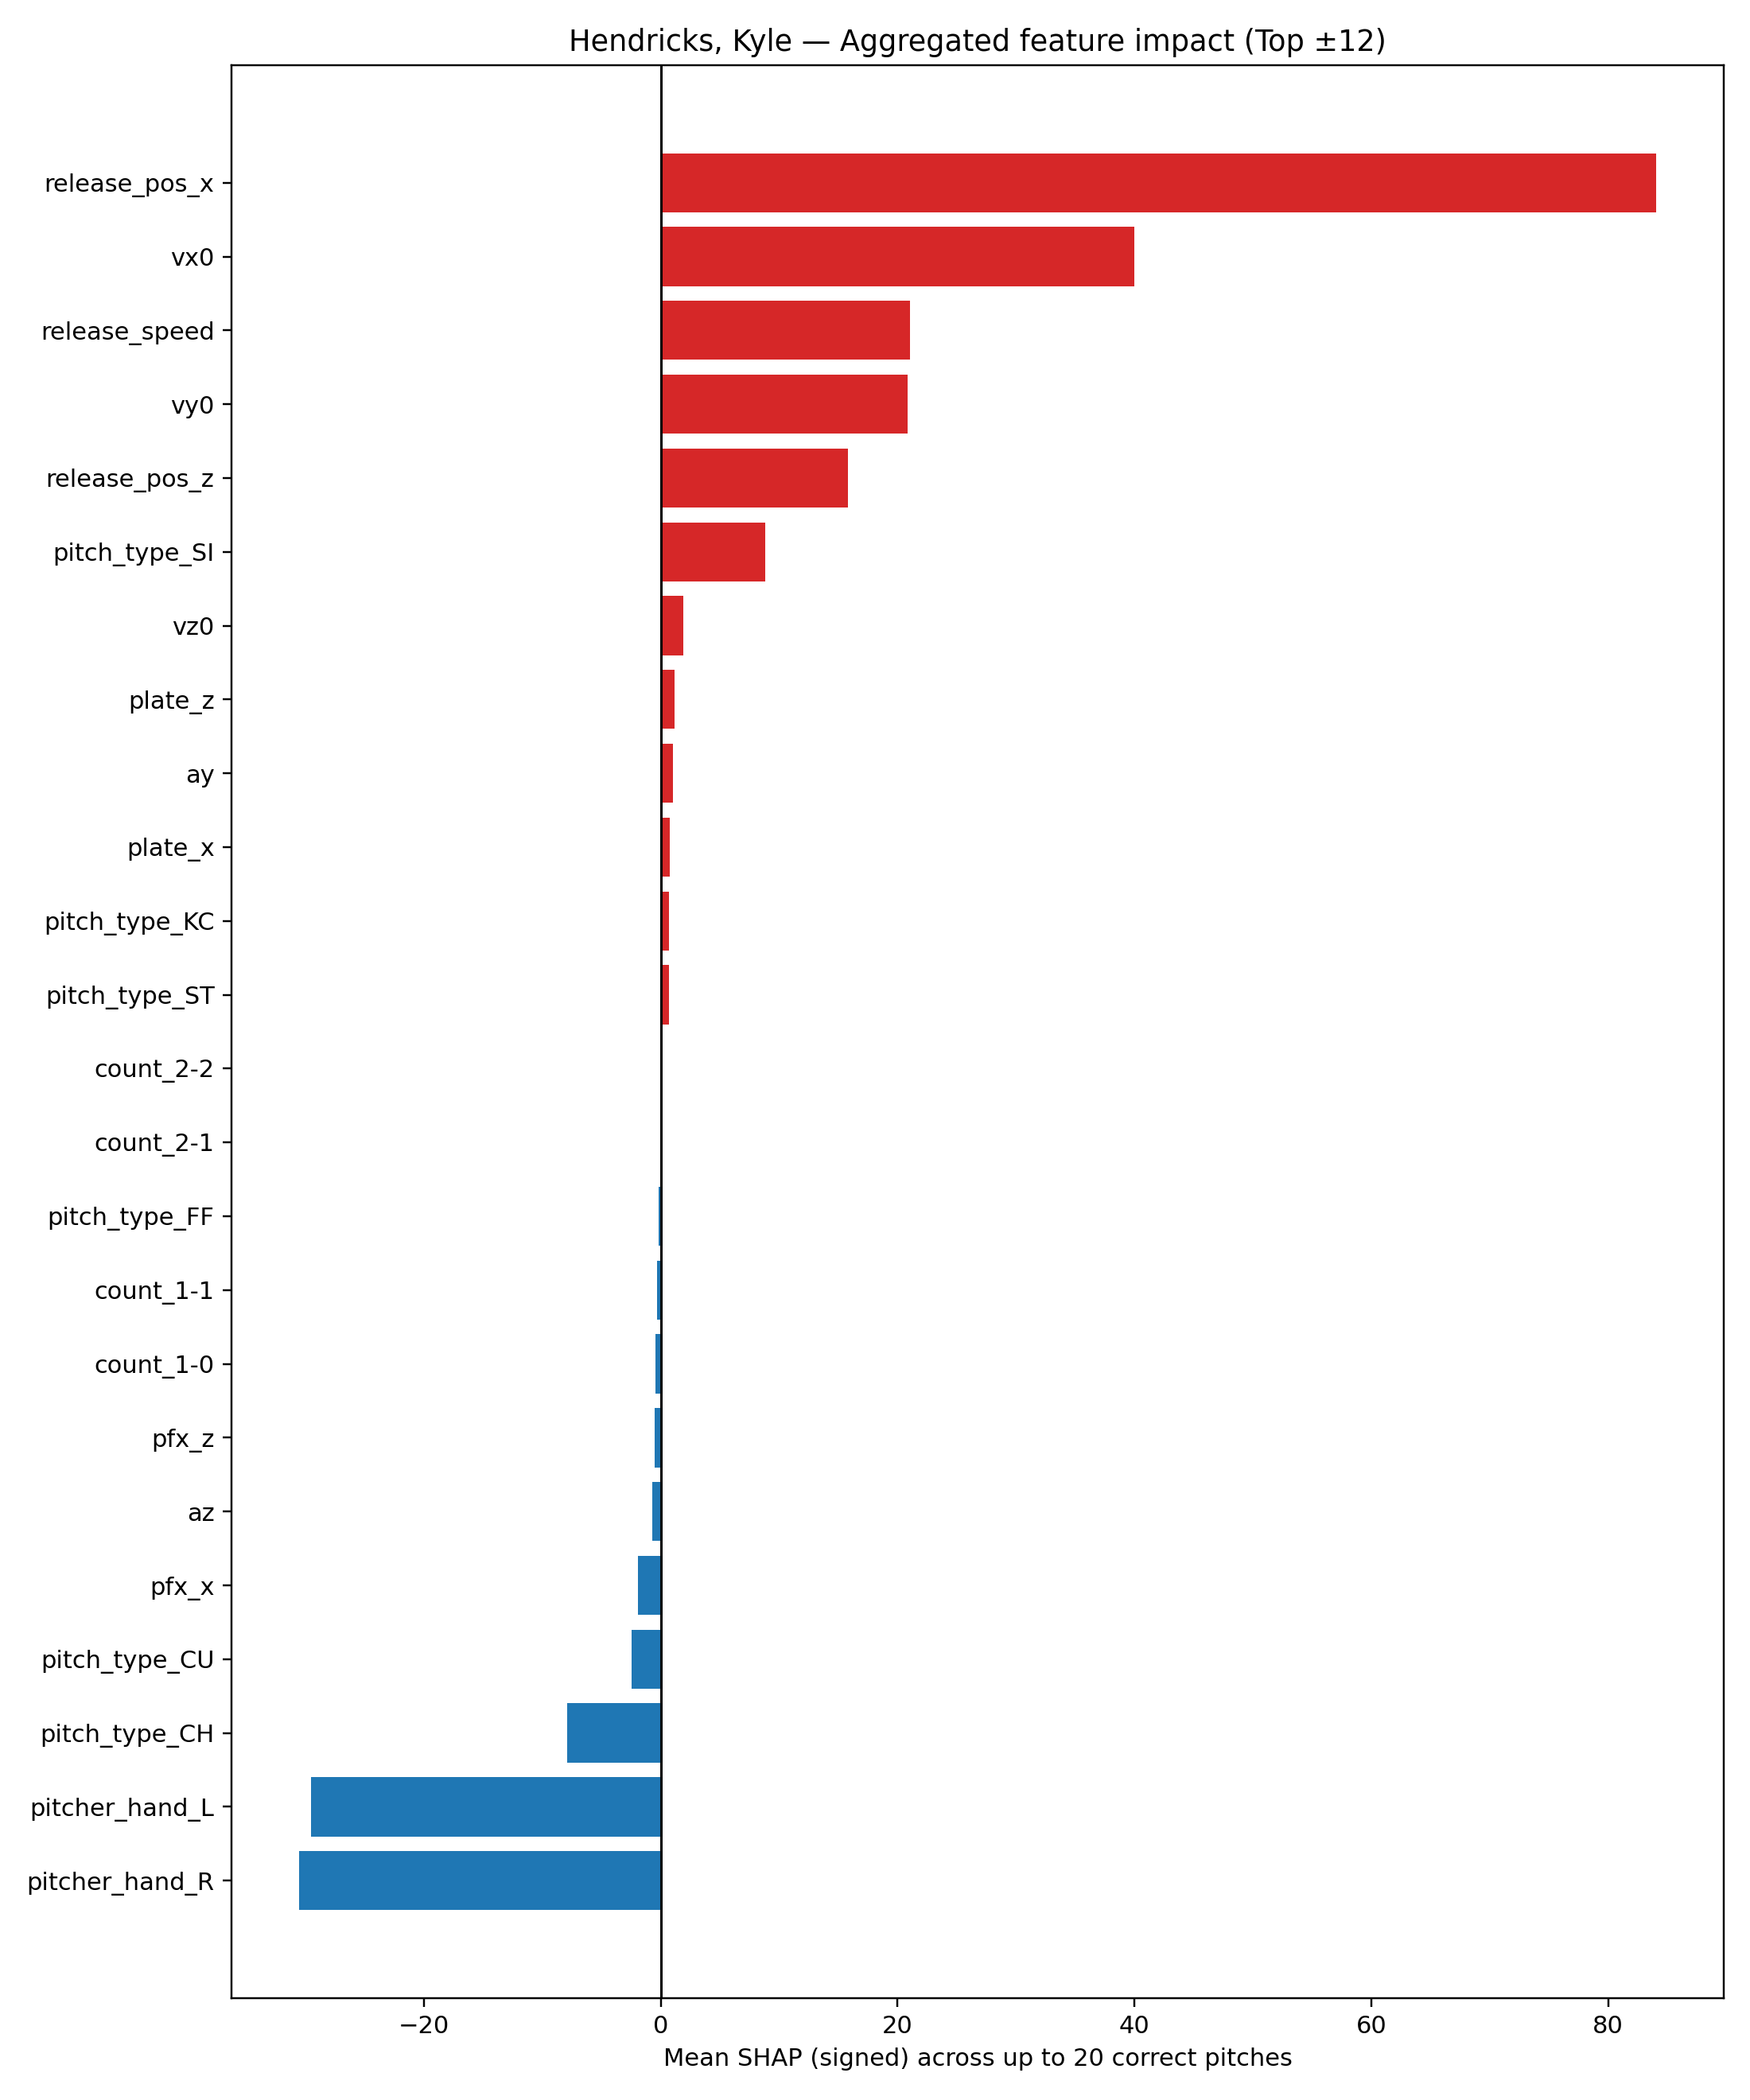 Hendricks, Kyle — Aggregated feature impact (Top ±12)
release_pos_x
vx0
release_speed
vy0
release_pos_z
pitch_type_SI
vz0
plate_z
ay
plate_x
pitch_type_KC
pitch_type_ST
count_2-2
count_2-1
pitch_type_FF
count_1-1
count_1-0
pfx_z
az
pfx_x
pitch_type_CU
pitch_type_CH
pitcher_hand_L
pitcher_hand_R
−20 0 20 40 60 80
Mean SHAP (signed) across up to 20 correct pitches